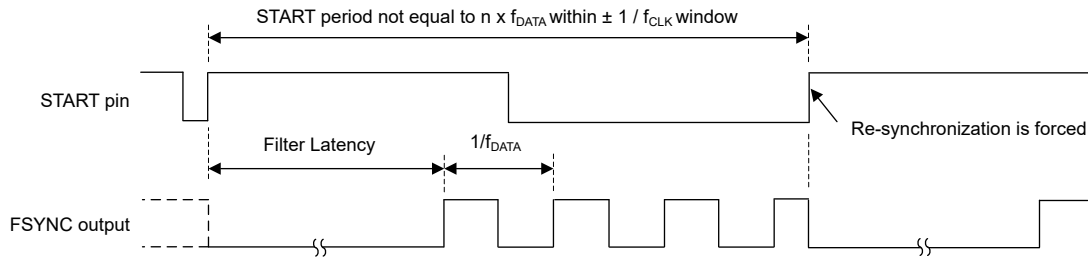 START period not equal to n x fDATA within ± 1 / fCLK window
START pin
Re-synchronization is forced
Filter Latency
1/fDATA
FSYNC output